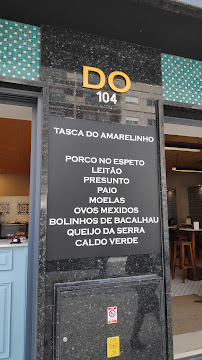 DO
104
TASCA DO AMARELINHO
PORCO NO ESPETO
LEITÃO
PRESUNTO
PAIO
MOELAS
OVOS MEXIDOS
BOLINHOS DE BACALHAU
QUEIJO DA SERRA
CALDO VERDE